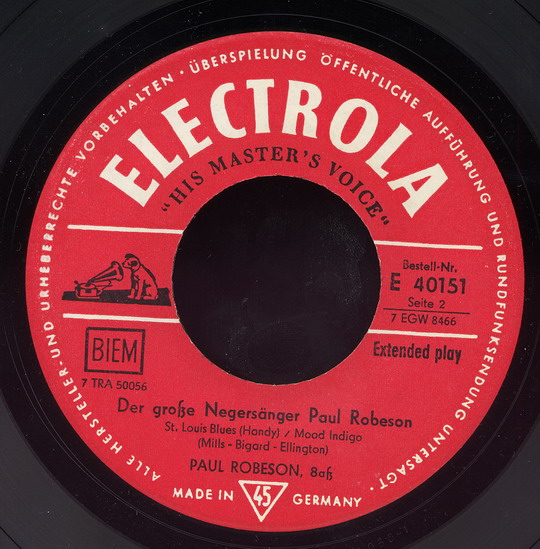 ALLE HERSTELLER- UND URHEBERRECHTE VORBEHALTEN · ÜBERSPIELUNG ÖFFENTLICHE AUFFÜHRUNG UND RUNDFUNKSENDUNG UNTERSAGT ·
ELECTROLA
"HIS MASTER'S VOICE"
Bestell-Nr.
E 40151
Seite 2
7 EGW 8466
BIEM
7 TRA 50056
Extended play
Der große Negersänger Paul Robeson
St. Louis Blues (Handy) / Mood Indigo
(Mills - Bigard - Ellington)
PAUL ROBESON, Baß
MADE IN 45 GERMANY